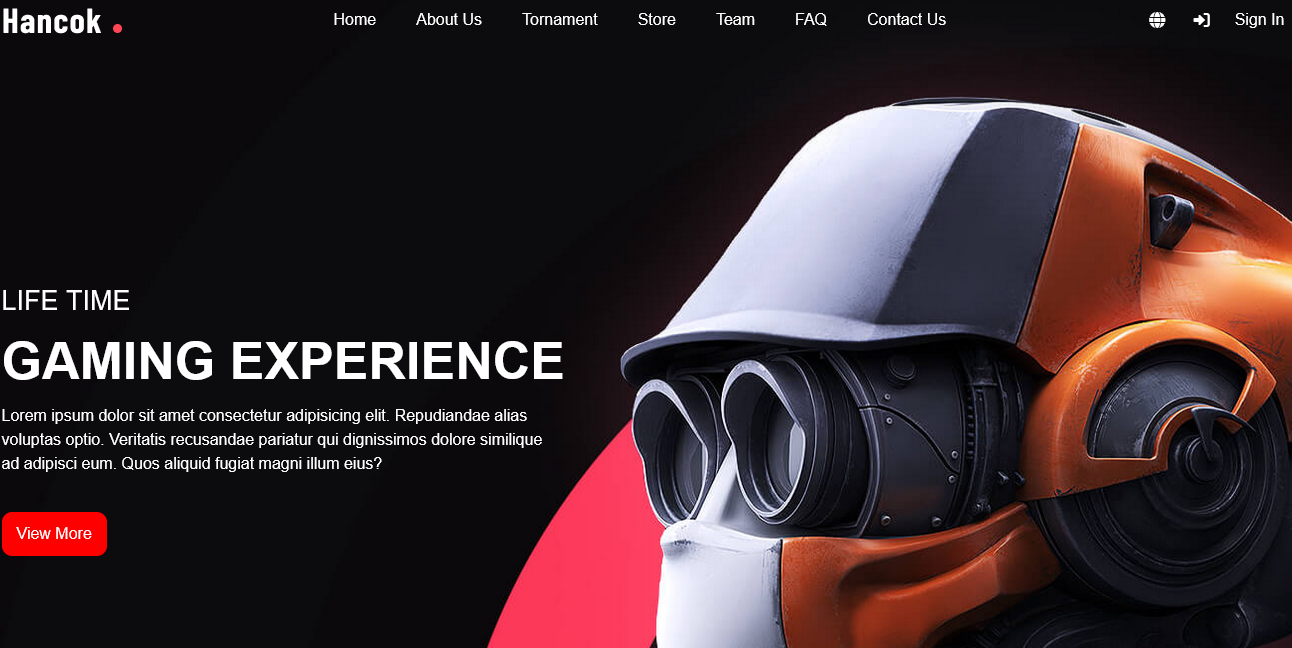 Hancok .
Home About Us Tornament Store Team FAQ Contact Us Sign In
LIFE TIME
GAMING EXPERIENCE
Lorem ipsum dolor sit amet consectetur adipisicing elit. Repudiandae alias
voluptas optio. Veritatis recusandae pariatur qui dignissimos dolore similique
ad adipisci eum. Quos aliquid fugiat magni illum eius?
View More